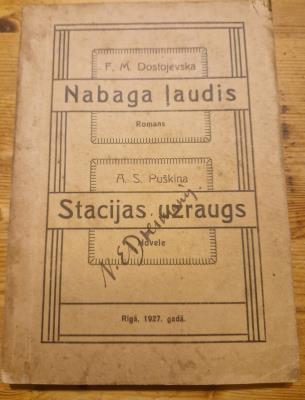 F. M. Dostojevska
Nabaga ļaudis
Romans
A. S. Puškina
Stacijas uzraugs
Novele
Rīgā, 1927. gadā.